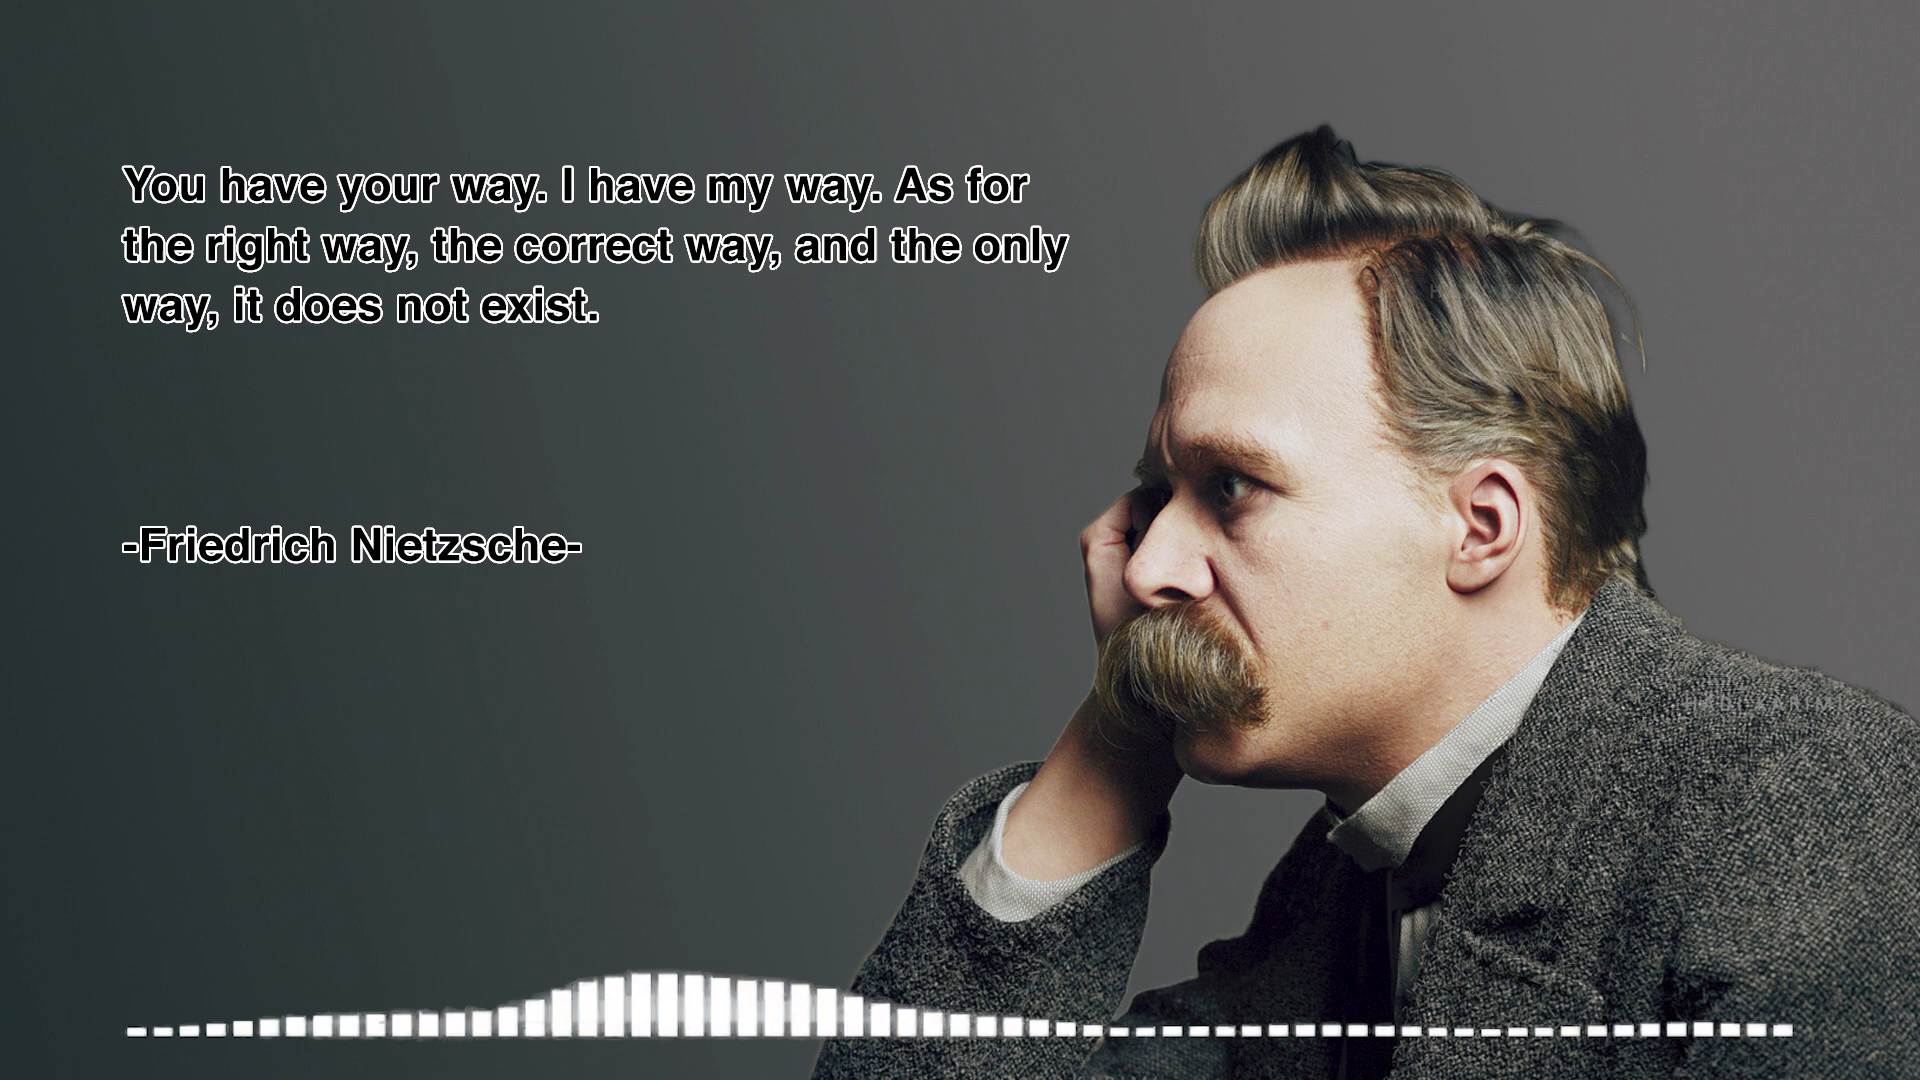 You have your way. I have my way. As for
the right way, the correct way, and the only
way, it does not exist.
-Friedrich Nietzsche-